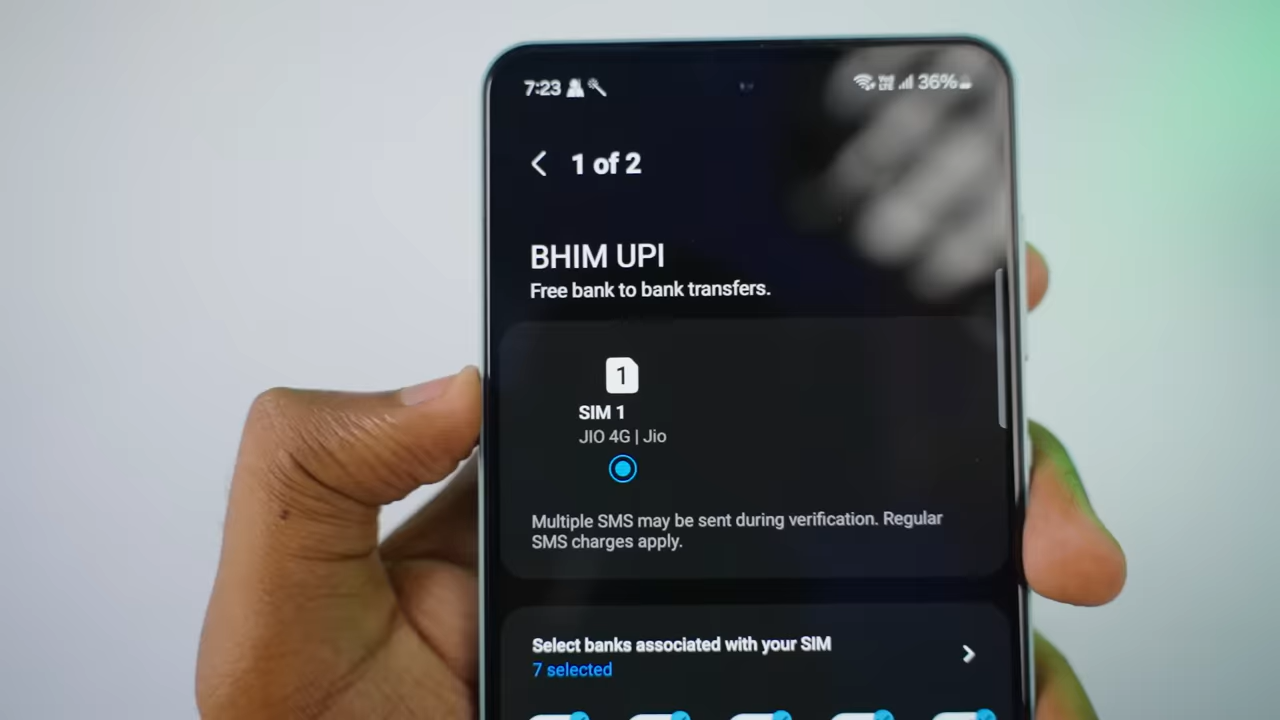 7:23
VoO LTE 36%
1 of 2
BHIM UPI
Free bank to bank transfers.
1
SIM 1
JIO 4G | Jio
Multiple SMS may be sent during verification. Regular
SMS charges apply.
Select banks associated with your SIM
7 selected